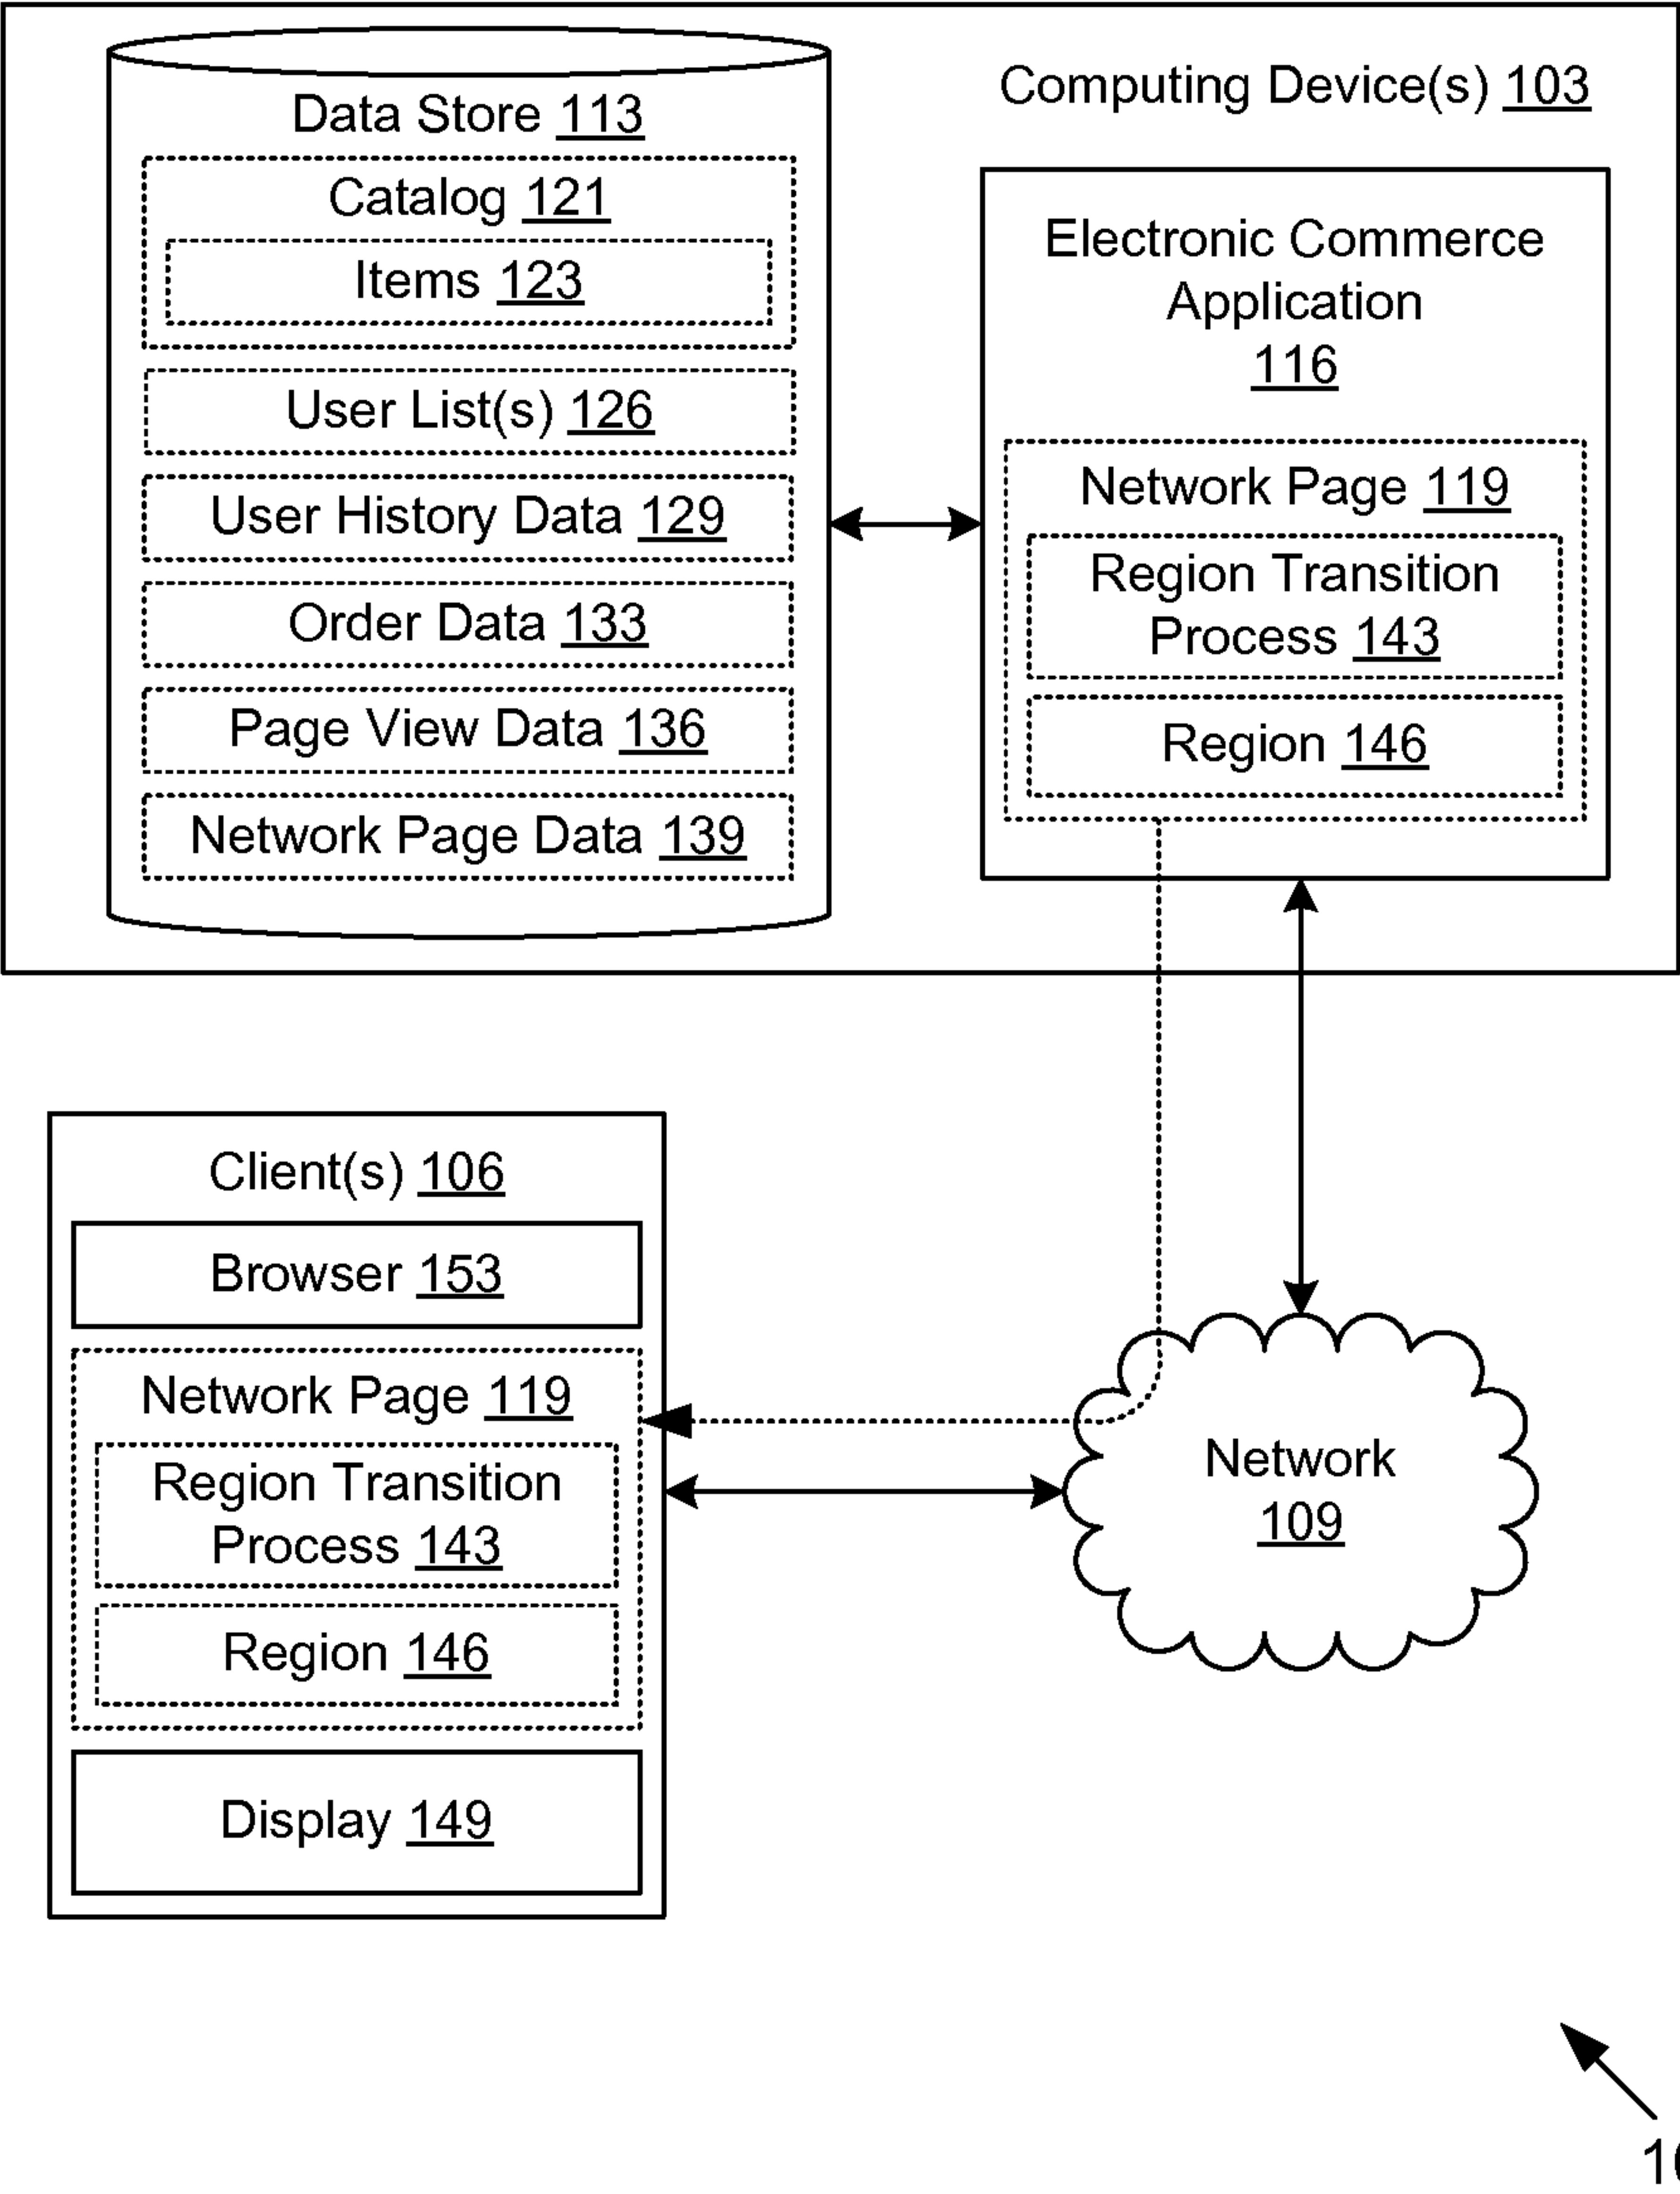 Computing Device(s) 103
Data Store 113
Catalog 121
Items 123
User List(s) 126
User History Data 129
Order Data 133
Page View Data 136
Network Page Data 139
Electronic Commerce
Application
116
Network Page 119
Region Transition
Process 143
Region 146
Client(s) 106
Browser 153
Network Page 119
Region Transition
Process 143
Region 146
Display 149
Network
109